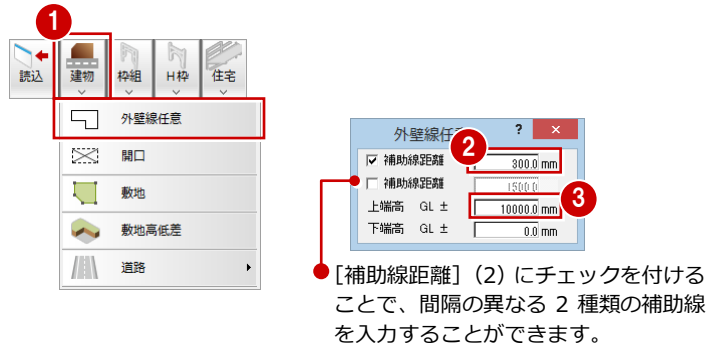 1
読込
建物
枠組
H枠
住宅
外壁線任意
開口
敷地
敷地高低差
道路
外壁線任
?
×
2
補助線距離 300.0 mm
補助線距離 1500.0
3
上端高 GL ± 10000.0 mm
下端高 GL ± 0.0 mm
[補助線距離]（2）にチェックを付ける
ことで、間隔の異なる 2 種類の補助線
を入力することができます。